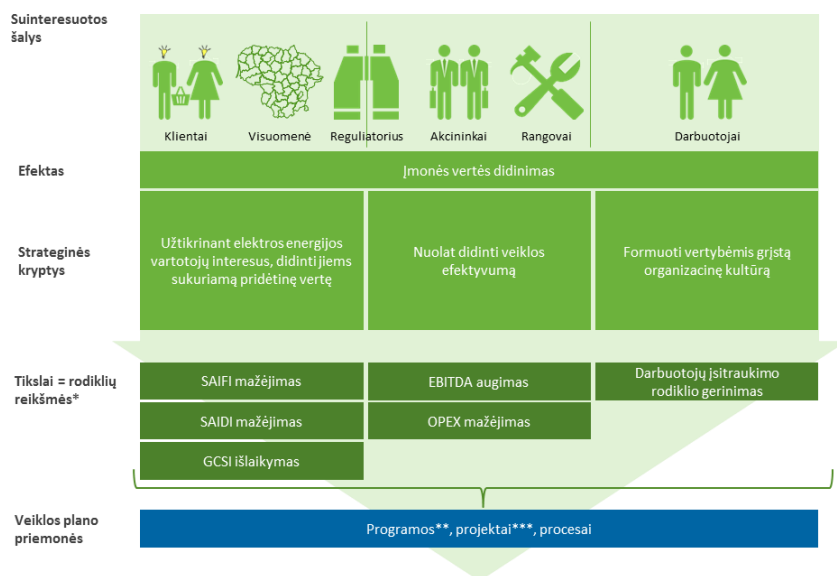 Suinteresuotos
šalys
Klientai
Visuomenė
Reguliatorius
Akcininkai
Rangovai
Darbuotojai
Efektas
Įmonės vertės didinimas
Strateginės
kryptys
Užtikrinant elektros energijos
vartotojų interesus, didinti jiems
sukuriamą pridėtinę vertę
Nuolat didinti veiklos
efektyvumą
Formuoti vertybėmis grįstą
organizacinę kultūrą
Tikslai = rodiklių
reikšmės*
SAIFI mažėjimas
EBITDA augimas
Darbuotojų įsitraukimo
rodiklio gerinimas
SAIDI mažėjimas
OPEX mažėjimas
GCSI išlaikymas
Veiklos plano
priemonės
Programos**, projektai***, procesai